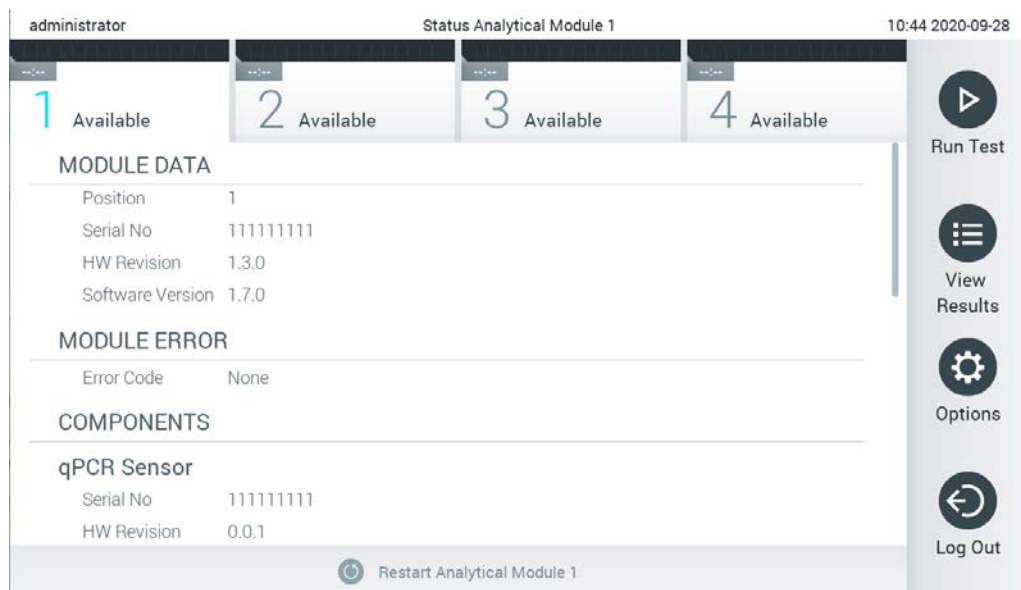 administrator Status Analytical Module 1 10:44 2020-09-28
--:-- --:-- --:-- --:--
1 Available 2 Available 3 Available 4 Available
Run Test
MODULE DATA
Position 1
Serial No 111111111
HW Revision 1.3.0
Software Version 1.7.0
View
Results
MODULE ERROR
Error Code None
Options
COMPONENTS
qPCR Sensor
Serial No 111111111
HW Revision 0.0.1
Log Out
Restart Analytical Module 1